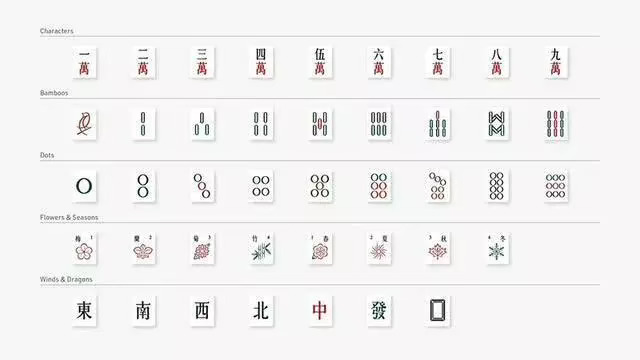 Characters
一 二 三 四 伍 六 七 八 九
萬 萬 萬 萬 萬 萬 萬 萬 萬
Bamboos
Dots
Flowers & Seasons
梅 1 蘭 2 菊 3 竹 4 1 春 2 夏 3 秋 4 冬
Winds & Dragons
東 南 西 北 中 發